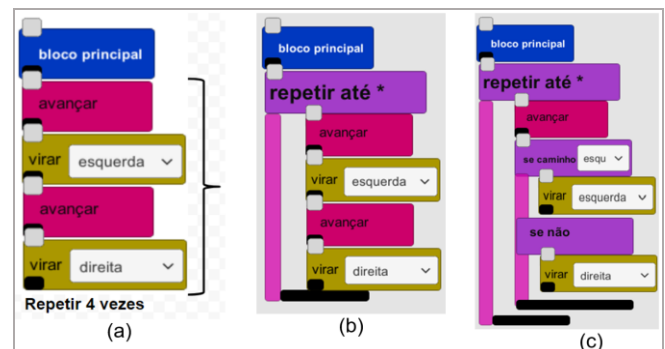 bloco principal
avançar
virar esquerda
avançar
virar direita
Repetir 4 vezes
(a)
bloco principal
repetir até *
avançar
virar esquerda
avançar
virar direita
(b)
bloco principal
repetir até *
avançar
se caminho esqu
virar esquerda
se não
virar direita
(c)